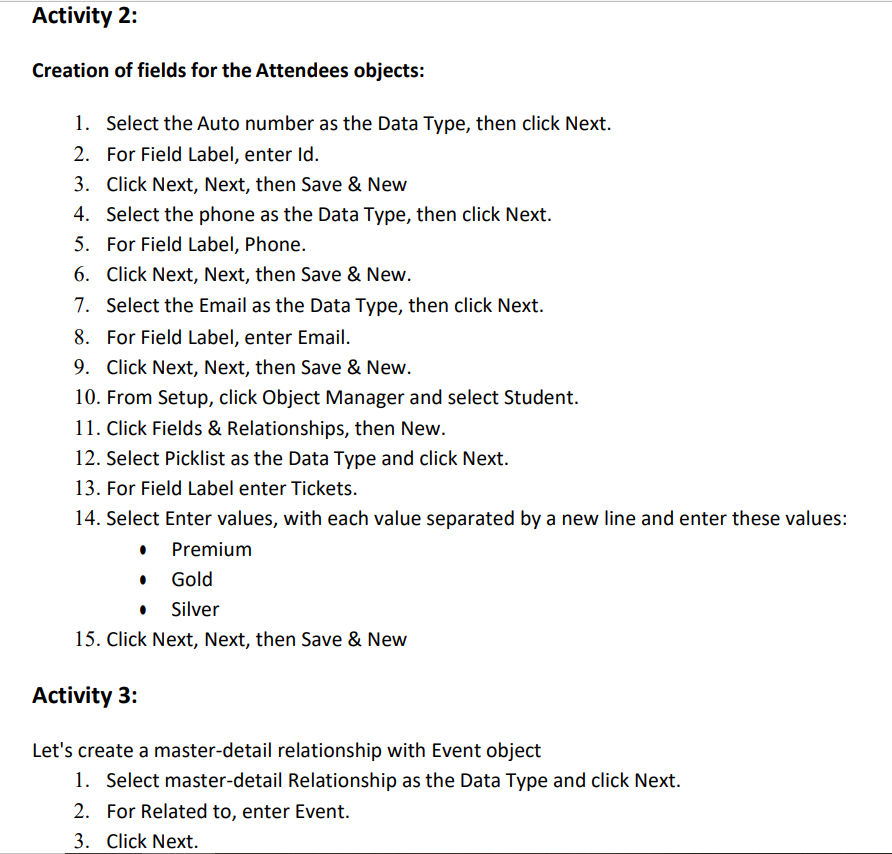 Activity 2:
Creation of fields for the Attendees objects:
1. Select the Auto number as the Data Type, then click Next.
2. For Field Label, enter Id.
3. Click Next, Next, then Save & New
4. Select the phone as the Data Type, then click Next.
5. For Field Label, Phone.
6. Click Next, Next, then Save & New.
7. Select the Email as the Data Type, then click Next.
8. For Field Label, enter Email.
9. Click Next, Next, then Save & New.
10. From Setup, click Object Manager and select Student.
11. Click Fields & Relationships, then New.
12. Select Picklist as the Data Type and click Next.
13. For Field Label enter Tickets.
14. Select Enter values, with each value separated by a new line and enter these values:
• Premium
• Gold
• Silver
15. Click Next, Next, then Save & New
Activity 3:
Let's create a master-detail relationship with Event object
1. Select master-detail Relationship as the Data Type and click Next.
2. For Related to, enter Event.
3. Click Next.